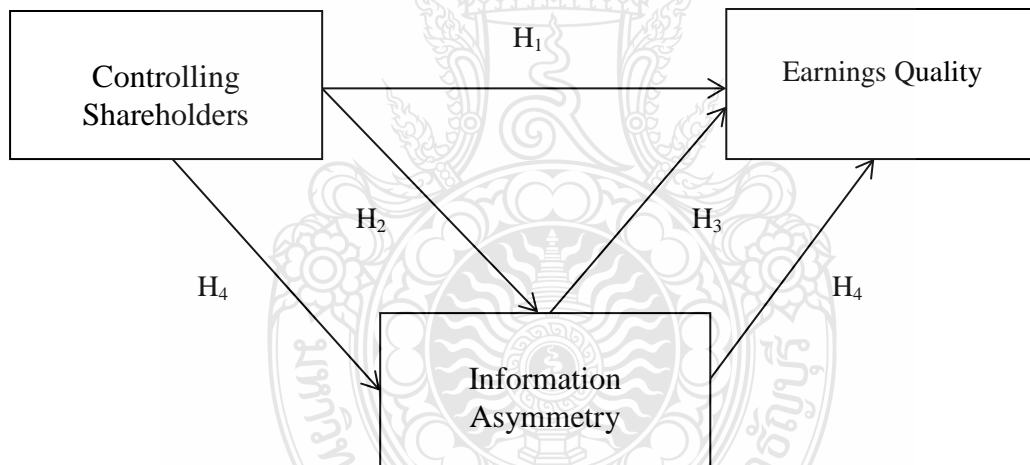 H₁
Controlling
Shareholders
Earnings Quality
H₂
H₃
H₄
H₄
Information
Asymmetry